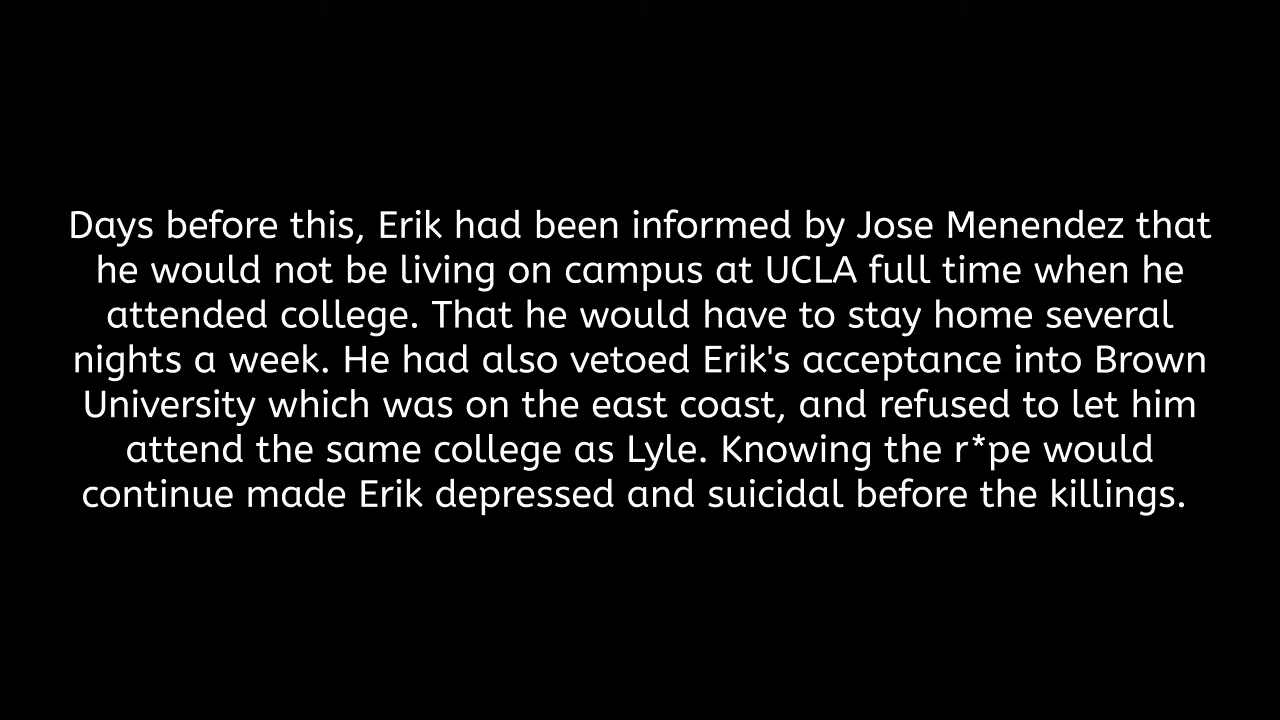 Days before this, Erik had been informed by Jose Menendez that
he would not be living on campus at UCLA full time when he
attended college. That he would have to stay home several
nights a week. He had also vetoed Erik's acceptance into Brown
University which was on the east coast, and refused to let him
attend the same college as Lyle. Knowing the r*pe would
continue made Erik depressed and suicidal before the killings.